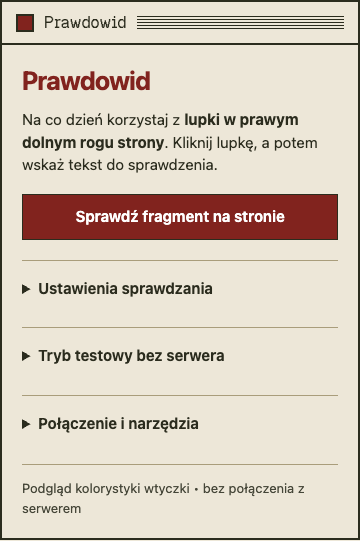 Prawdowid
Prawdowid
Na co dzień korzystaj z lupki w prawym
dolnym rogu strony. Kliknij lupkę, a potem
wskaż tekst do sprawdzenia.
Sprawdź fragment na stronie
Ustawienia sprawdzania
Tryb testowy bez serwera
Połączenie i narzędzia
Podgląd kolorystyki wtyczki • bez połączenia z
serwerem